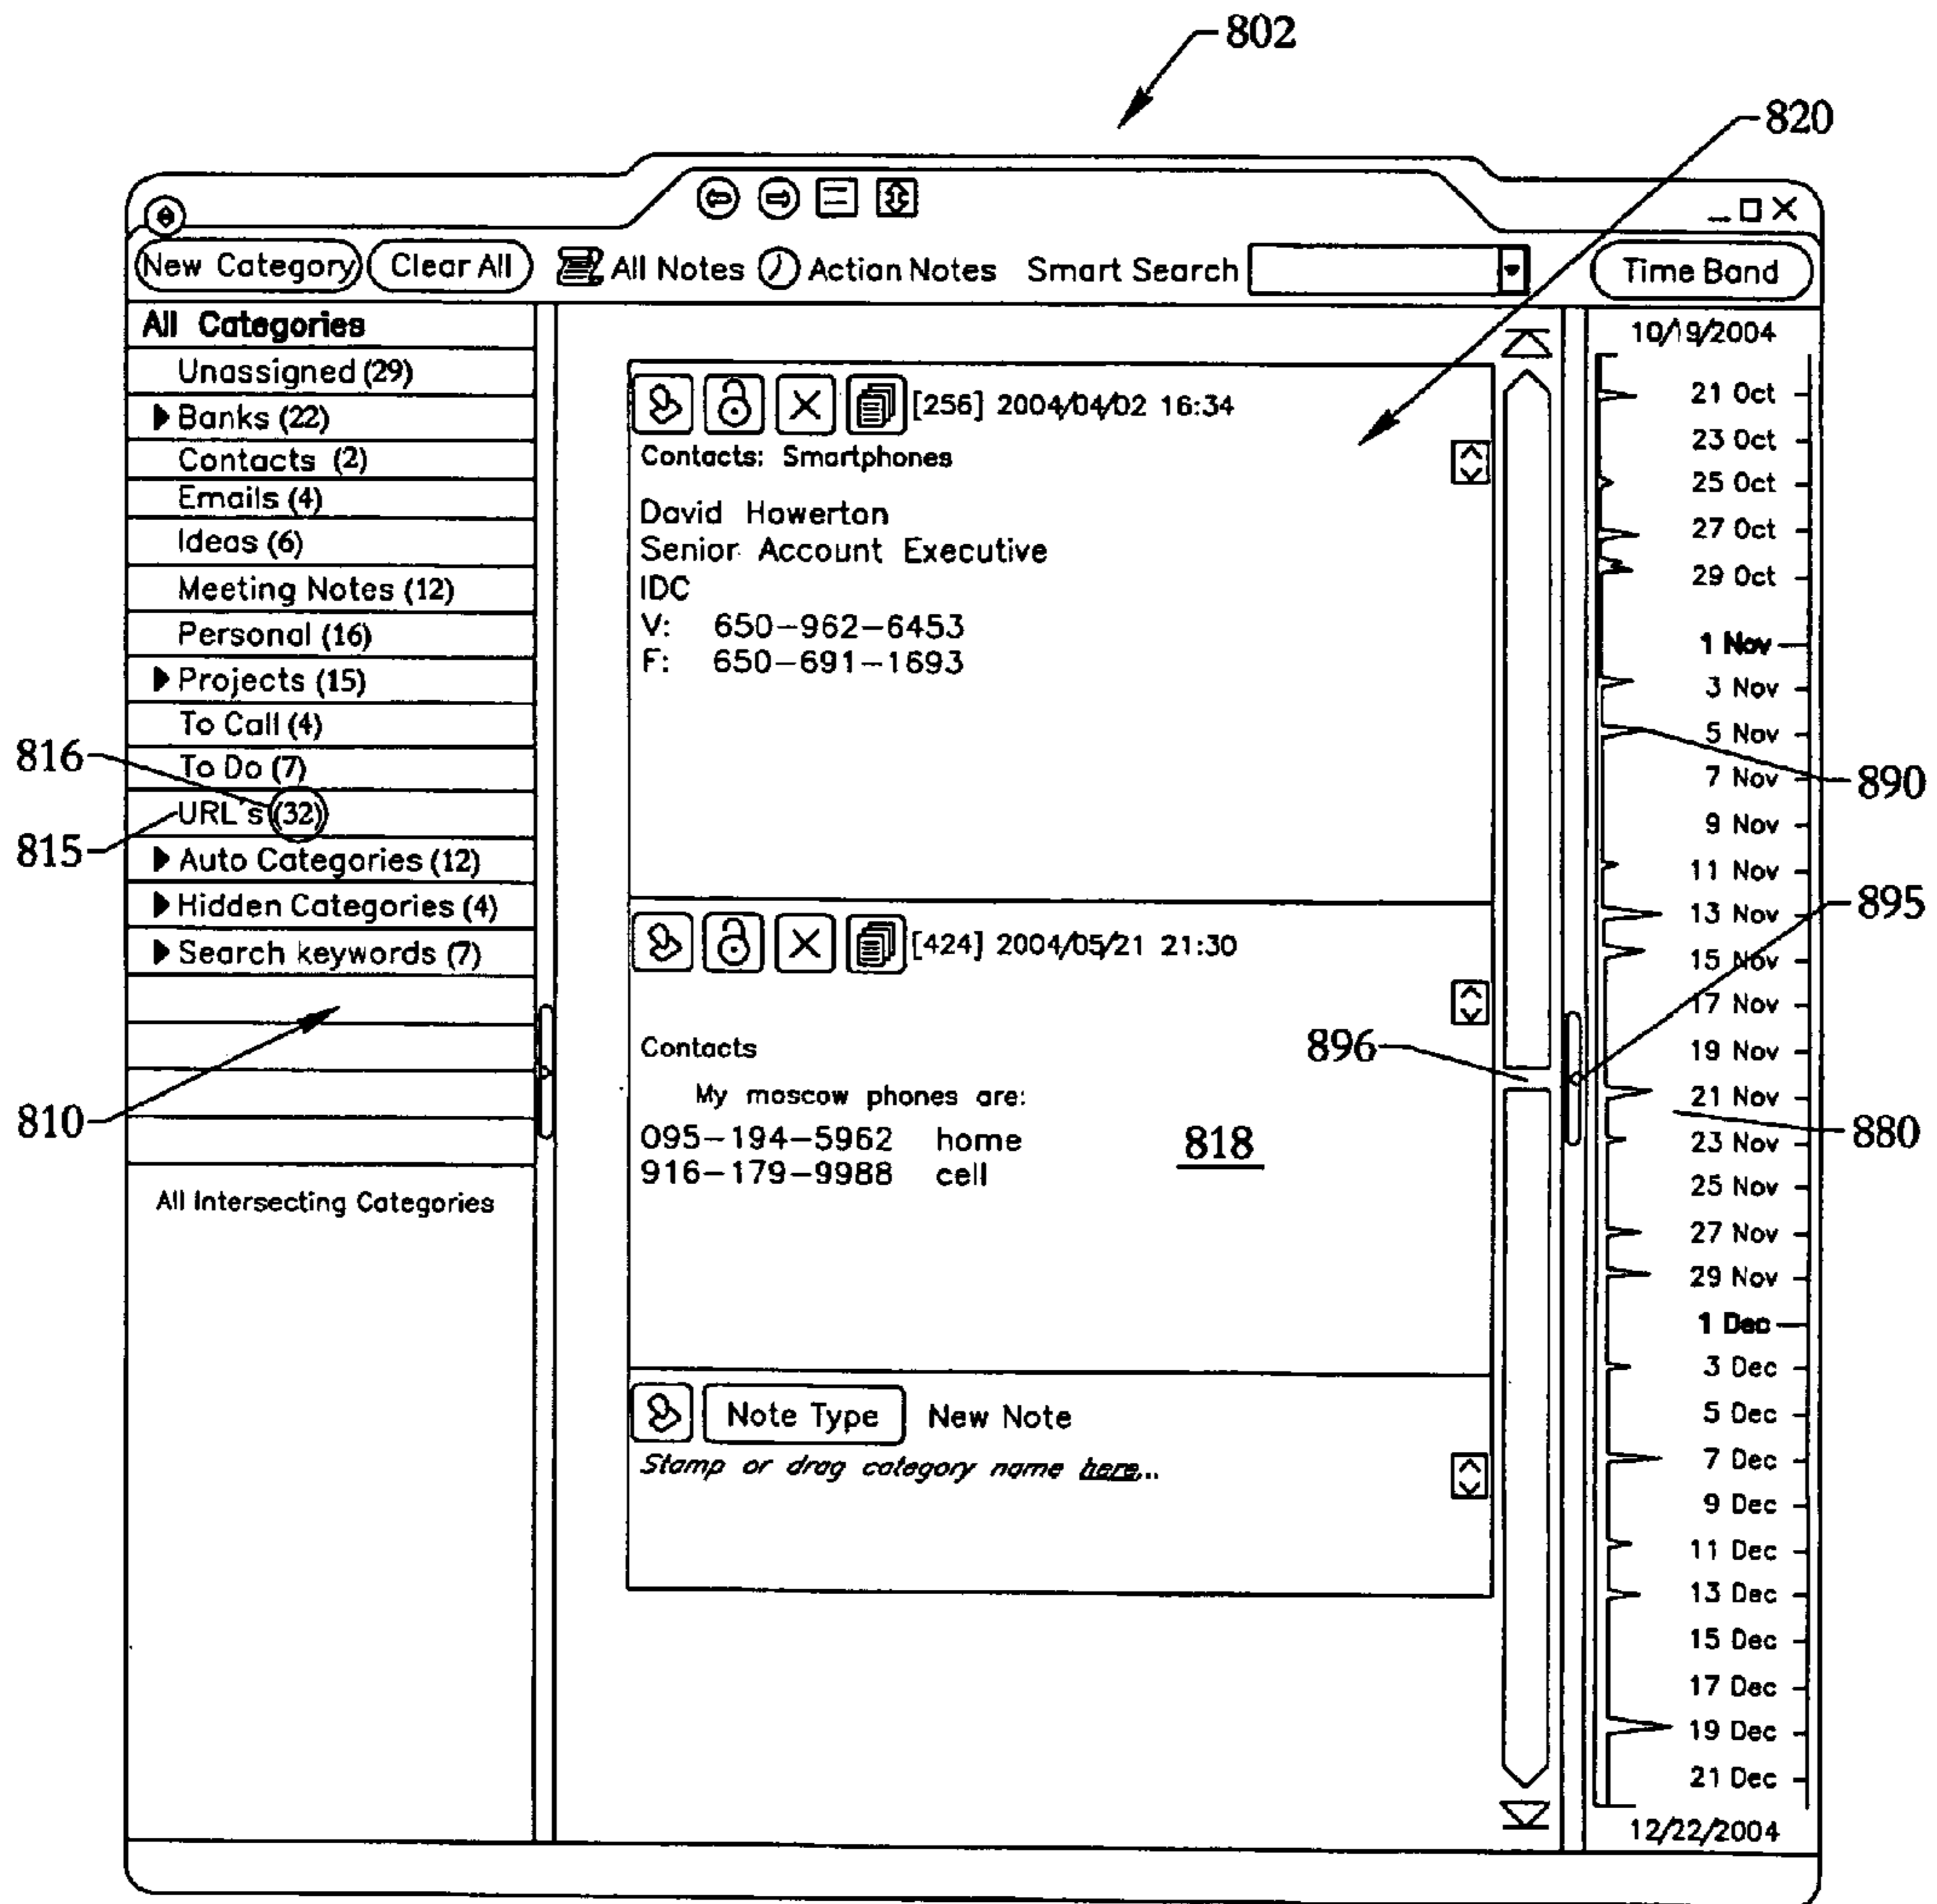 802
820
New Category Clear All All Notes Action Notes Smart Search Time Band
All Categories
Unassigned (29)
Banks (22)
Contacts (2)
Emails (4)
Ideas (6)
Meeting Notes (12)
Personal (16)
Projects (15)
To Call (4)
816
To Do (7)
URL's (32)
815
Auto Categories (12)
Hidden Categories (4)
Search keywords (7)
810
All Intersecting Categories
[256] 2004/04/02 16:34
Contacts: Smartphones
David Howerton
Senior Account Executive
IDC
V: 650-962-6453
F: 650-691-1693
[424] 2004/05/21 21:30
Contacts
896
My moscow phones are:
095-194-5962 home
916-179-9988 cell
818
Note Type New Note
Stamp or drag category name here...
10/19/2004
21 Oct
23 Oct
25 Oct
27 Oct
29 Oct
1 Nov
3 Nov
5 Nov
7 Nov
890
9 Nov
11 Nov
13 Nov
895
15 Nov
17 Nov
19 Nov
21 Nov
880
23 Nov
25 Nov
27 Nov
29 Nov
1 Dec
3 Dec
5 Dec
7 Dec
9 Dec
11 Dec
13 Dec
15 Dec
17 Dec
19 Dec
21 Dec
12/22/2004